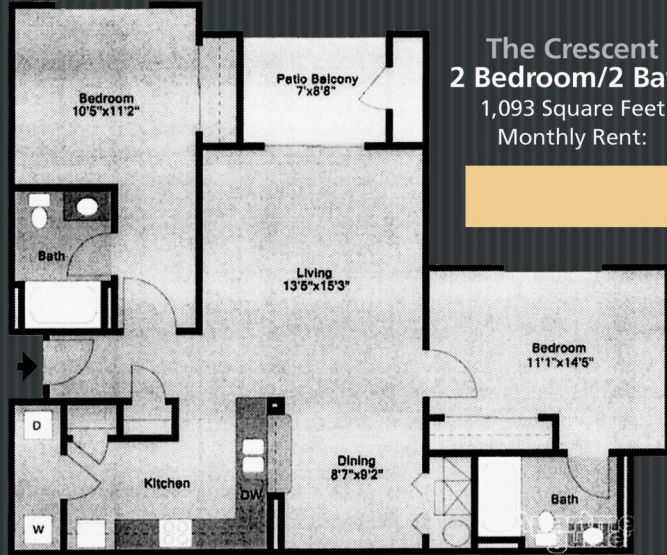 The Crescent
2 Bedroom/2 Bat
1,093 Square Feet
Monthly Rent:
Patio Balcony
7'x8'8"
Bedroom
10'5"x11'2"
Bath
Living
13'5"x15'3"
Bedroom
11'1"x14'5"
D
Kitchen
DW
Dining
8'7"x9'2"
W
Bath